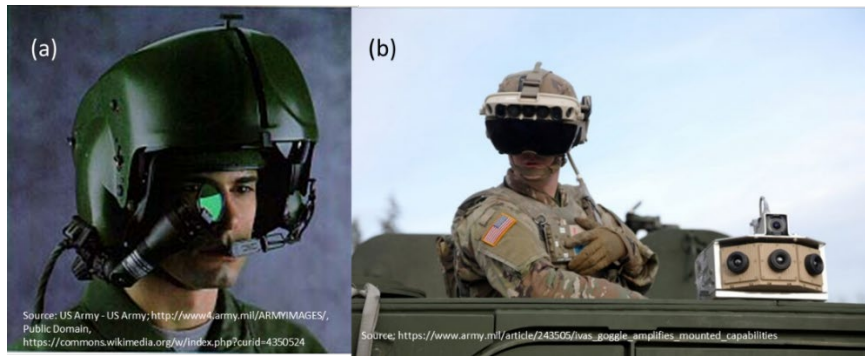 (a)
Source: US Army - US Army; http://www4.army.mil/ARMYIMAGES/,
Public Domain,
https://commons.wikimedia.org/w/index.php?curid=4350524
(b)
Source; https://www.army.mil/article/243505/ivas_goggle_amplifies_mounted_capabilities